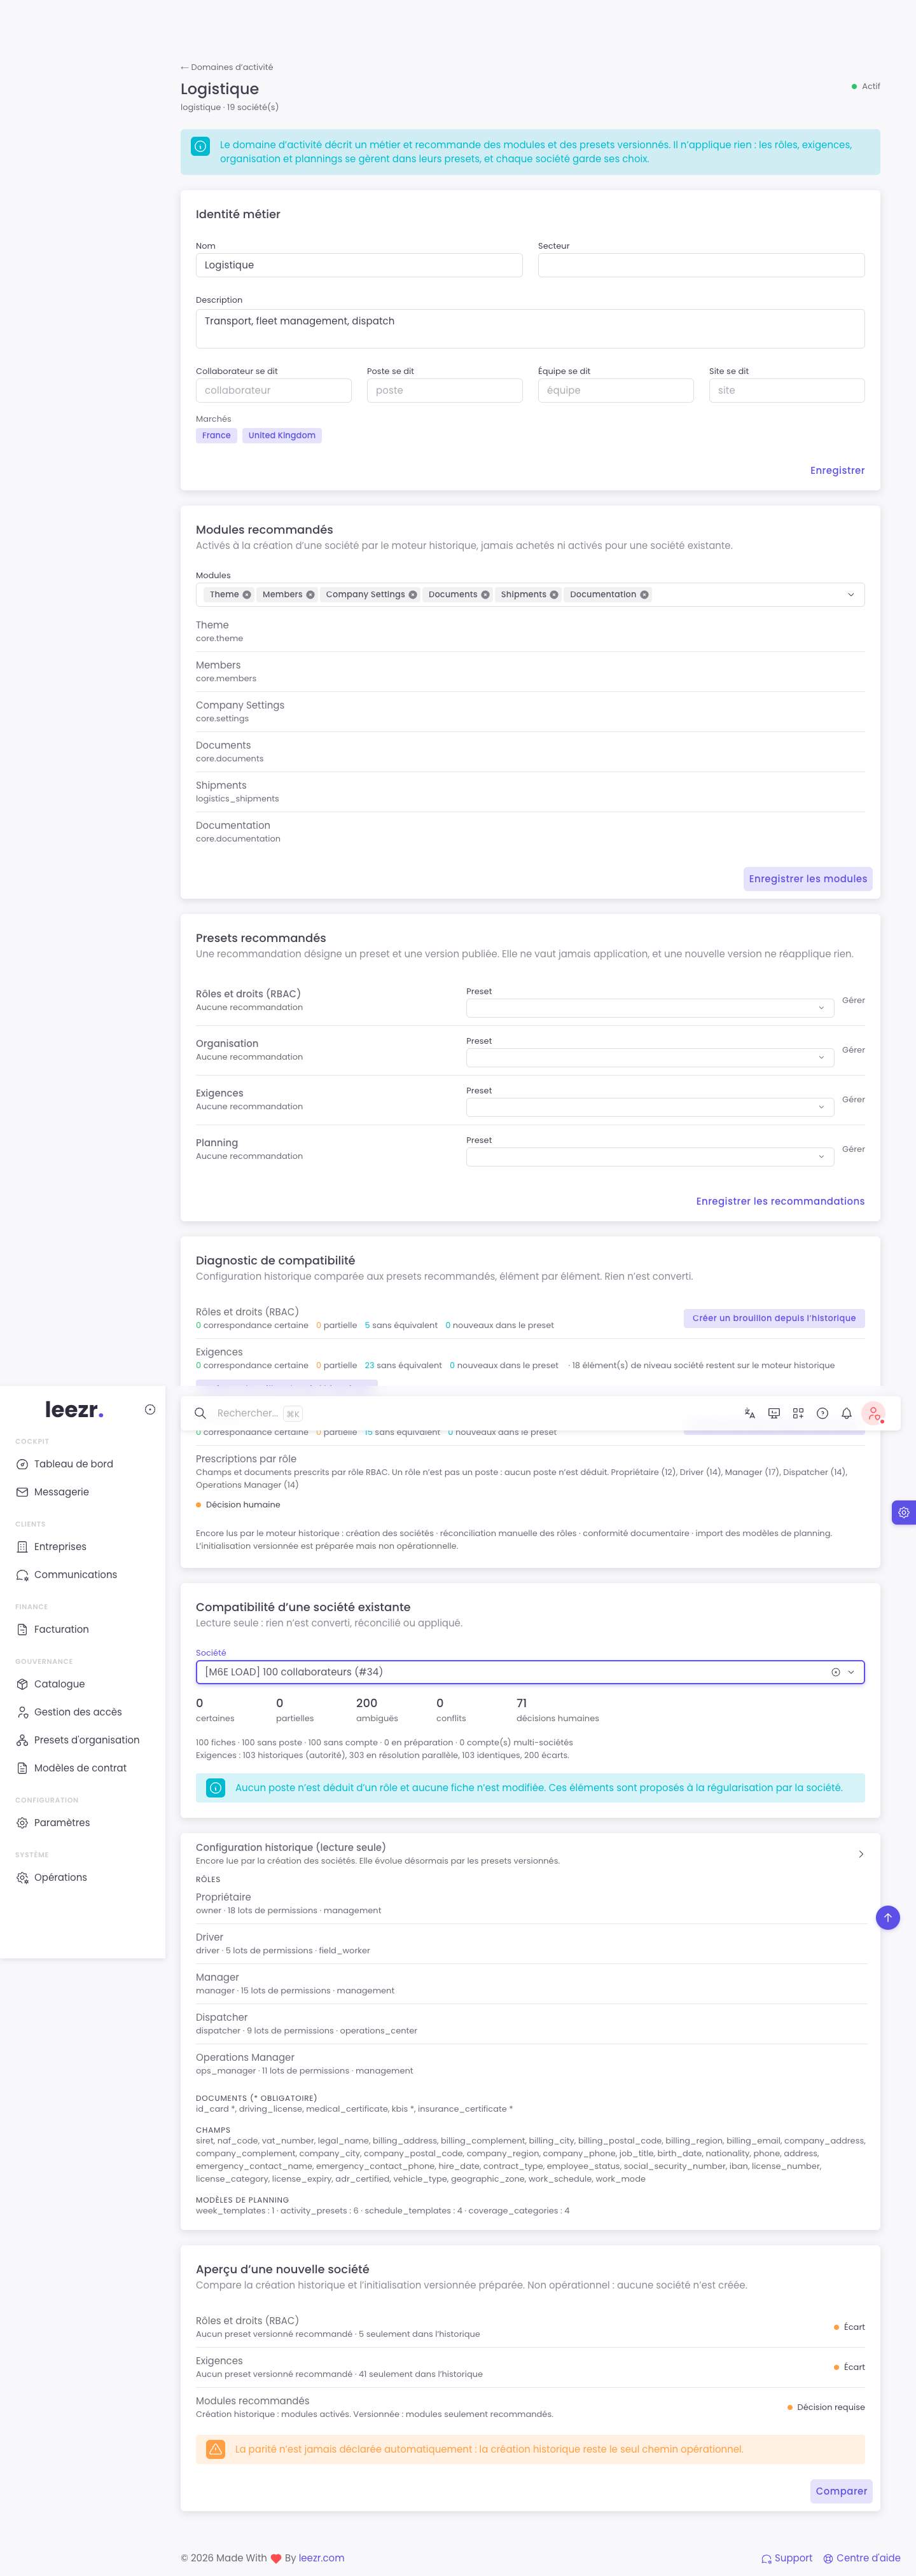 ← Domaines d’activité
Logistique
Actif
logistique · 19 société(s)
Le domaine d’activité décrit un métier et recommande des modules et des presets versionnés. Il n’applique rien : les rôles, exigences,
organisation et plannings se gèrent dans leurs presets, et chaque société garde ses choix.
Identité métier
Nom
Secteur
Logistique
Description
Transport, fleet management, dispatch
Collaborateur se dit
Poste se dit
Équipe se dit
Site se dit
collaborateur
poste
équipe
site
Marchés
France
United Kingdom
Enregistrer
Modules recommandés
Activés à la création d’une société par le moteur historique, jamais achetés ni activés pour une société existante.
Modules
Theme
Members
Company Settings
Documents
Shipments
Documentation
Theme
core.theme
Members
core.members
Company Settings
core.settings
Documents
core.documents
Shipments
logistics_shipments
Documentation
core.documentation
Enregistrer les modules
Presets recommandés
Une recommandation désigne un preset et une version publiée. Elle ne vaut jamais application, et une nouvelle version ne réapplique rien.
Rôles et droits (RBAC)
Aucune recommandation
Preset
Gérer
Organisation
Aucune recommandation
Preset
Gérer
Exigences
Aucune recommandation
Preset
Gérer
Planning
Aucune recommandation
Preset
Gérer
Enregistrer les recommandations
Diagnostic de compatibilité
Configuration historique comparée aux presets recommandés, élément par élément. Rien n’est converti.
Rôles et droits (RBAC)
0 correspondance certaine 0 partielle 5 sans équivalent 0 nouveaux dans le preset
Créer un brouillon depuis l’historique
Exigences
0 correspondance certaine 0 partielle 23 sans équivalent 0 nouveaux dans le preset · 18 élément(s) de niveau société restent sur le moteur historique
leezr.
Rechercher... ⌘K
0 correspondance certaine 0 partielle 15 sans équivalent 0 nouveaux dans le preset
COCKPIT
Tableau de bord
Messagerie
CLIENTS
Entreprises
Communications
FINANCE
Facturation
GOUVERNANCE
Catalogue
Gestion des accès
Presets d'organisation
Modèles de contrat
CONFIGURATION
Paramètres
SYSTÈME
Opérations
Prescriptions par rôle
Champs et documents prescrits par rôle RBAC. Un rôle n’est pas un poste : aucun poste n’est déduit. Propriétaire (12), Driver (14), Manager (17), Dispatcher (14),
Operations Manager (14)
Décision humaine
Encore lus par le moteur historique : création des sociétés · réconciliation manuelle des rôles · conformité documentaire · import des modèles de planning.
L’initialisation versionnée est préparée mais non opérationnelle.
Compatibilité d’une société existante
Lecture seule : rien n’est converti, réconcilié ou appliqué.
Société
[M6E LOAD] 100 collaborateurs (#34)
0
certaines
0
partielles
200
ambiguës
0
conflits
71
décisions humaines
100 fiches · 100 sans poste · 100 sans compte · 0 en préparation · 0 compte(s) multi-sociétés
Exigences : 103 historiques (autorité), 303 en résolution parallèle, 103 identiques, 200 écarts.
Aucun poste n’est déduit d’un rôle et aucune fiche n’est modifiée. Ces éléments sont proposés à la régularisation par la société.
Configuration historique (lecture seule)
Encore lue par la création des sociétés. Elle évolue désormais par les presets versionnés.
RÔLES
Propriétaire
owner · 18 lots de permissions · management
Driver
driver · 5 lots de permissions · field_worker
Manager
manager · 15 lots de permissions · management
Dispatcher
dispatcher · 9 lots de permissions · operations_center
Operations Manager
ops_manager · 11 lots de permissions · management
DOCUMENTS (* OBLIGATOIRE)
id_card *, driving_license, medical_certificate, kbis *, insurance_certificate *
CHAMPS
siret, naf_code, vat_number, legal_name, billing_address, billing_complement, billing_city, billing_postal_code, billing_region, billing_email, company_address,
company_complement, company_city, company_postal_code, company_region, company_phone, job_title, birth_date, nationality, phone, address,
emergency_contact_name, emergency_contact_phone, hire_date, contract_type, employee_status, social_security_number, iban, license_number,
license_category, license_expiry, adr_certified, vehicle_type, geographic_zone, work_schedule, work_mode
MODÈLES DE PLANNING
week_templates : 1 · activity_presets : 6 · schedule_templates : 4 · coverage_categories : 4
Aperçu d’une nouvelle société
Compare la création historique et l’initialisation versionnée préparée. Non opérationnel : aucune société n’est créée.
Rôles et droits (RBAC)
Aucun preset versionné recommandé · 5 seulement dans l’historique
Écart
Exigences
Aucun preset versionné recommandé · 41 seulement dans l’historique
Écart
Modules recommandés
Création historique : modules activés. Versionnée : modules seulement recommandés.
Décision requise
La parité n’est jamais déclarée automatiquement : la création historique reste le seul chemin opérationnel.
Comparer
© 2026 Made With By leezr.com
Support
Centre d'aide